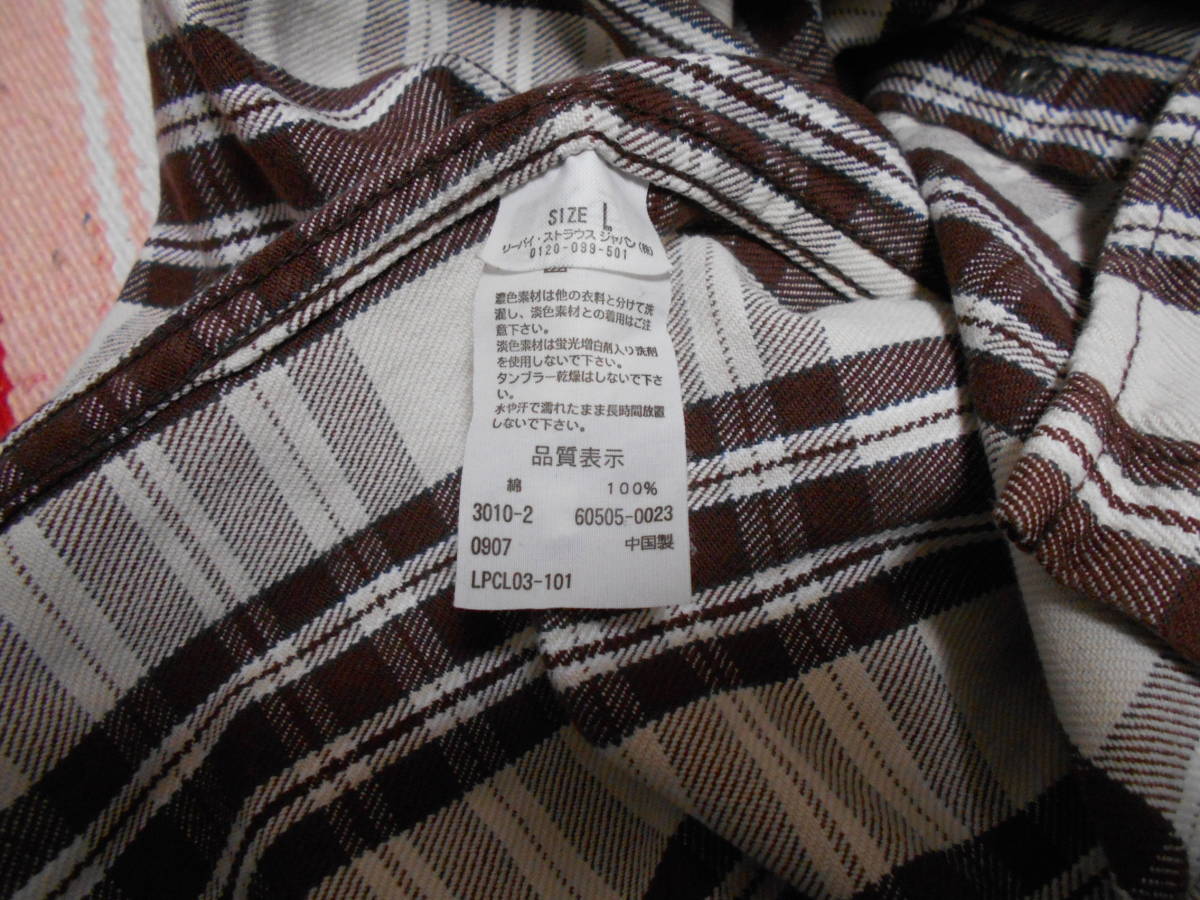 SIZE L
リーバイ・ストラウス ジャパン(株)
0120-099-501
濃色素材は他の衣料と分けて洗
濯し、淡色素材との着用はご注
意下さい。
淡色素材は蛍光増白剤入り洗剤
を使用しないで下さい。
タンブラー乾燥はしないで下さ
い。
水や汗で濡れたまま長時間放置
しないで下さい。
品質表示
綿 100%
3010-2 60505-0023
0907 中国製
LPCL03-101